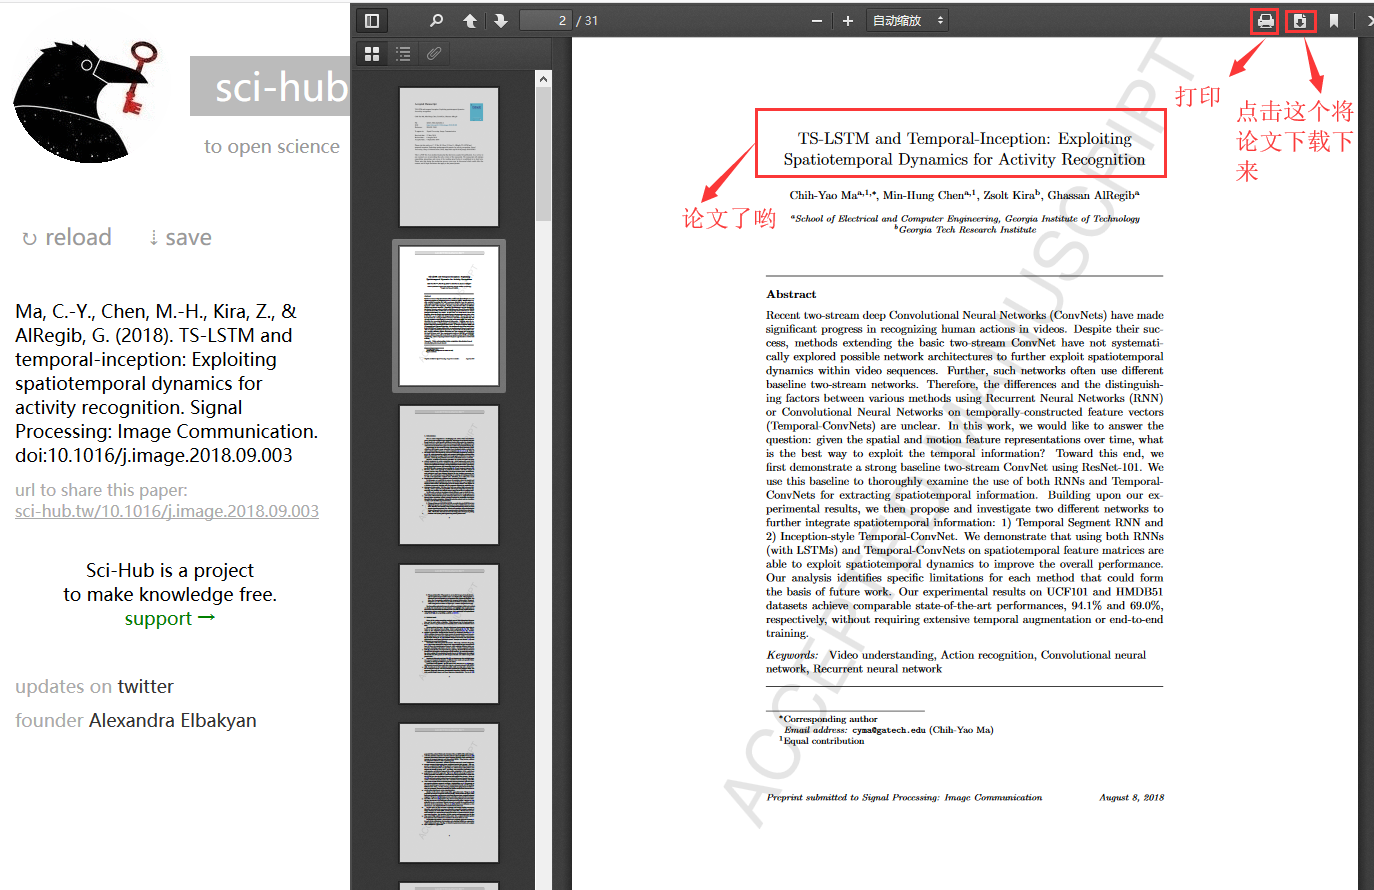 sci-hub
to open science
↻ reload
⇣ save
Ma, C.-Y., Chen, M.-H., Kira, Z., &
AlRegib, G. (2018). TS-LSTM and
temporal-inception: Exploiting
spatiotemporal dynamics for
activity recognition. Signal
Processing: Image Communication.
doi:10.1016/j.image.2018.09.003
url to share this paper:
sci-hub.tw/10.1016/j.image.2018.09.003
Sci-Hub is a project
to make knowledge free.
support →
updates on twitter
founder Alexandra Elbakyan
2 / 31
自动缩放
打印
点击这个将
论文下载下
来
论文了哟
TS-LSTM and Temporal-Inception: Exploiting
Spatiotemporal Dynamics for Activity Recognition
Chih-Yao Maa,1,*, Min-Hung Chena,1, Zsolt Kirab, Ghassan AlRegiba
aSchool of Electrical and Computer Engineering, Georgia Institute of Technology
bGeorgia Tech Research Institute
Abstract
Recent two-stream deep Convolutional Neural Networks (ConvNets) have made
significant progress in recognizing human actions in videos. Despite their suc-
cess, methods extending the basic two-stream ConvNet have not systemati-
cally explored possible network architectures to further exploit spatiotemporal
dynamics within video sequences. Further, such networks often use different
baseline two-stream networks. Therefore, the differences and the distinguish-
ing factors between various methods using Recurrent Neural Networks (RNN)
or Convolutional Neural Networks on temporally-constructed feature vectors
(Temporal-ConvNets) are unclear. In this work, we would like to answer the
question: given the spatial and motion feature representations over time, what
is the best way to exploit the temporal information? Toward this end, we
first demonstrate a strong baseline two-stream ConvNet using ResNet-101. We
use this baseline to thoroughly examine the use of both RNNs and Temporal-
ConvNets for extracting spatiotemporal information. Building upon our ex-
perimental results, we then propose and investigate two different networks to
further integrate spatiotemporal information: 1) Temporal Segment RNN and
2) Inception-style Temporal-ConvNet. We demonstrate that using both RNNs
(with LSTMs) and Temporal-ConvNets on spatiotemporal feature matrices are
able to exploit spatiotemporal dynamics to improve the overall performance.
Our analysis identifies specific limitations for each method that could form
the basis of future work. Our experimental results on UCF101 and HMDB51
datasets achieve comparable state-of-the-art performances, 94.1% and 69.0%,
respectively, without requiring extensive temporal augmentation or end-to-end
training.
Keywords: Video understanding, Action recognition, Convolutional neural
network, Recurrent neural network
*Corresponding author
Email address: cyma@gatech.edu (Chih-Yao Ma)
1Equal contribution
Preprint submitted to Signal Processing: Image Communication August 8, 2018
ACCEPTED MANUSCRIPT